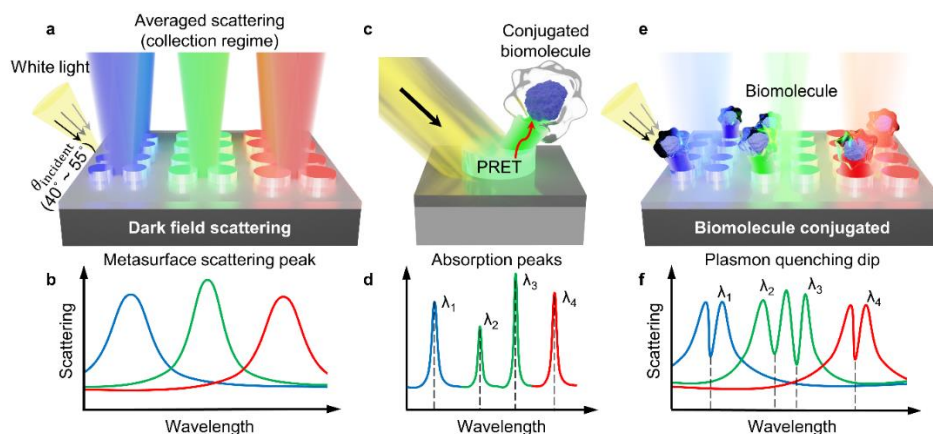 a
Averaged scattering
(collection regime)
White light
θincident
(40° ~ 55°)
Dark field scattering
b
Metasurface scattering peak
Scattering
Wavelength
c
Conjugated
biomolecule
PRET
d
Absorption peaks
λ1
λ2
λ3
λ4
Wavelength
e
Biomolecule
Biomolecule conjugated
f
Plasmon quenching dip
λ1
λ2
λ3
λ4
Scattering
Wavelength